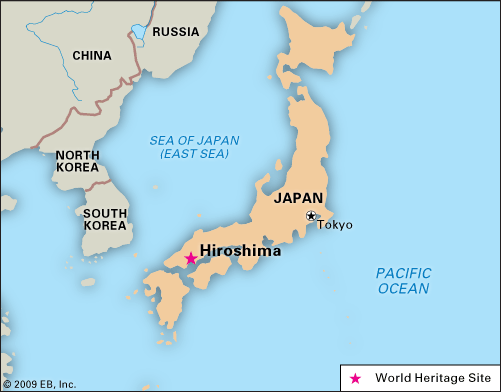 RUSSIA
CHINA
SEA OF JAPAN
(EAST SEA)
NORTH
KOREA
JAPAN
SOUTH
KOREA
Tokyo
Hiroshima
PACIFIC
OCEAN
World Heritage Site
© 2009 EB, Inc.